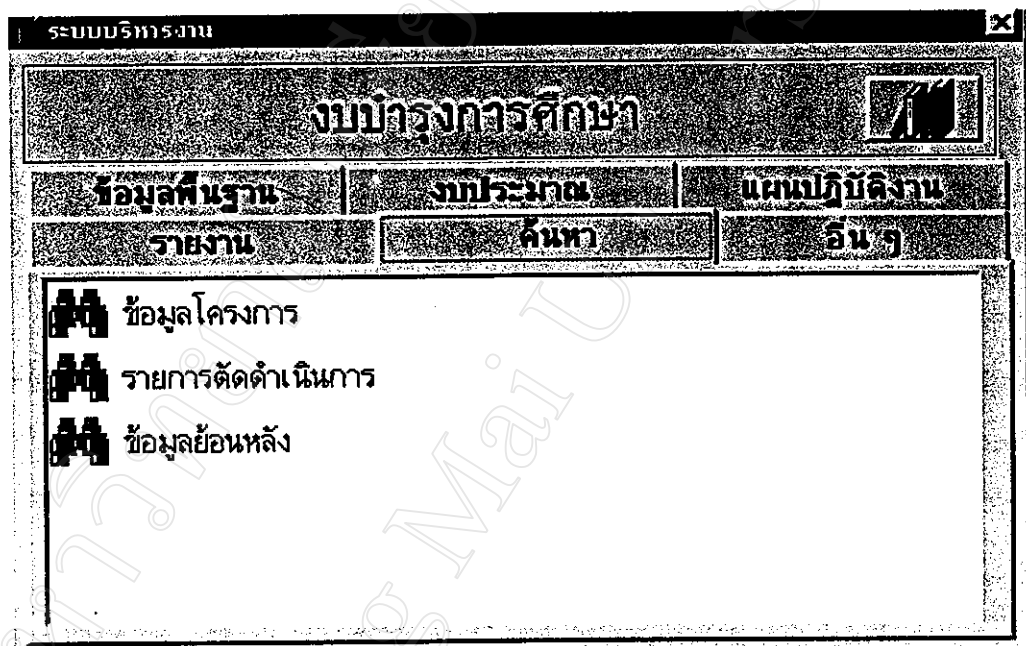 ระบบบริหารงาน
งบบำรุงการศึกษา
ข้อมูลพื้นฐาน งบประมาณ แผนปฏิบัติงาน
รายงาน ค้นหา อื่น ๆ
ข้อมูลโครงการ
รายการตัดดำเนินการ
ข้อมูลย้อนหลัง